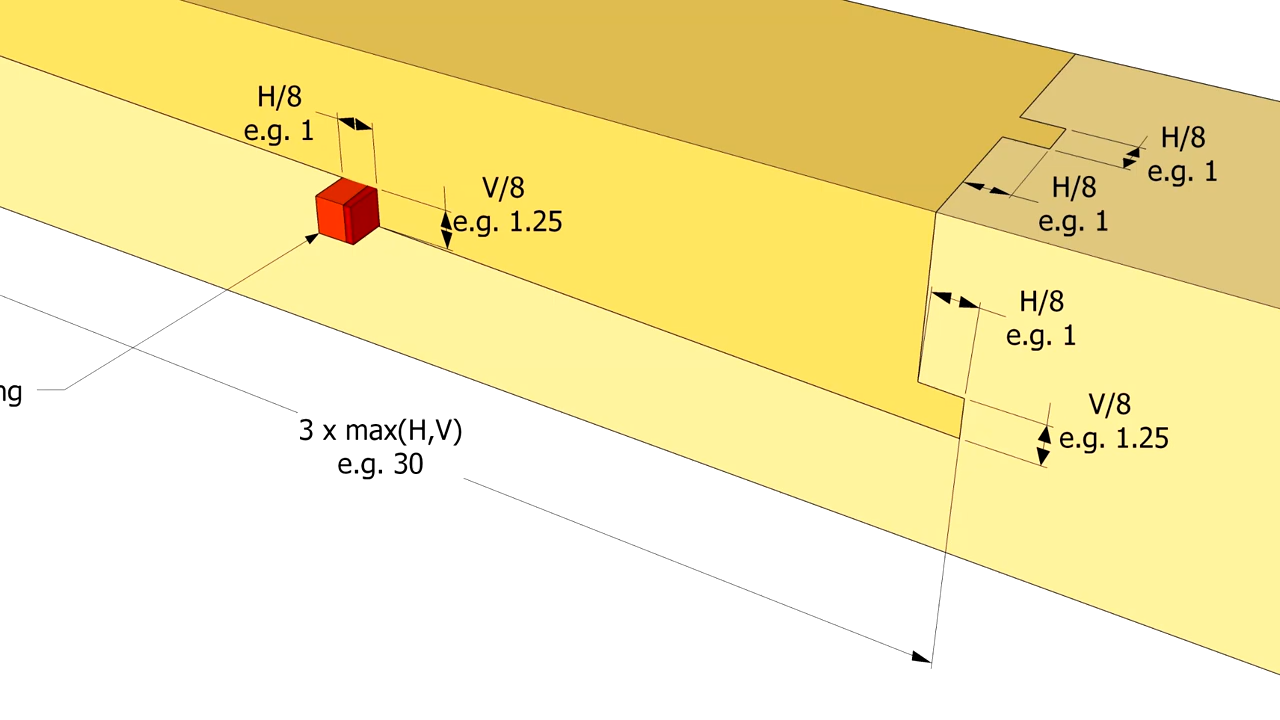 H/8
e.g. 1
V/8
e.g. 1.25
H/8
e.g. 1
H/8
e.g. 1
H/8
e.g. 1
V/8
e.g. 1.25
3 x max(H,V)
e.g. 30